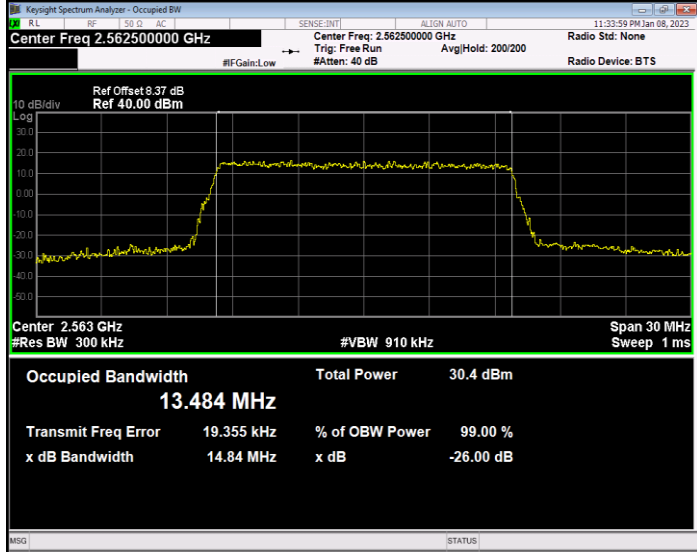 Keysight Spectrum Analyzer - Occupied BW
RL RF 50 Ω AC SENSE:INT ALIGN AUTO 11:33:59 PM Jan 08, 2023
Center Freq 2.562500000 GHz Center Freq: 2.562500000 GHz Radio Std: None
Trig: Free Run Avg|Hold: 200/200
#IFGain:Low #Atten: 40 dB Radio Device: BTS
Ref Offset 8.37 dB
10 dB/div Ref 40.00 dBm
Log
30.0
20.0
10.0
0.00
-10.0
-20.0
-30.0
-40.0
-50.0
Center 2.563 GHz Span 30 MHz
#Res BW 300 kHz #VBW 910 kHz Sweep 1 ms
Occupied Bandwidth Total Power 30.4 dBm
13.484 MHz
Transmit Freq Error 19.355 kHz % of OBW Power 99.00 %
x dB Bandwidth 14.84 MHz x dB -26.00 dB
MSG STATUS